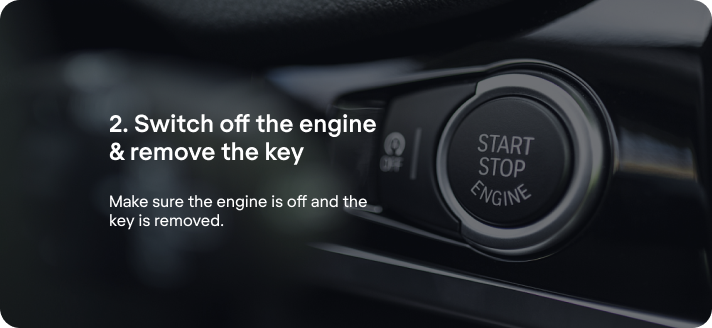 2. Switch off the engine
& remove the key
Make sure the engine is off and the
key is removed.
START
STOP
ENGINE
OFF